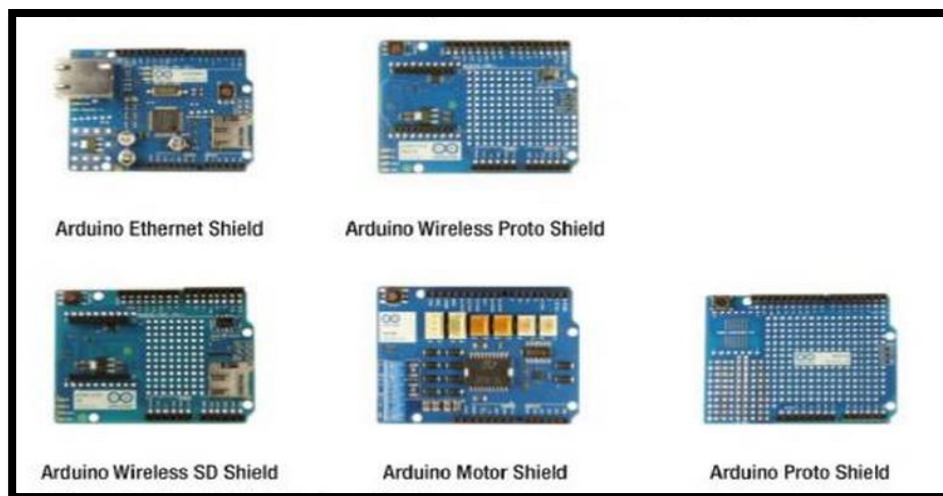 Arduino Ethernet Shield
Arduino Wireless Proto Shield
Arduino Wireless SD Shield
Arduino Motor Shield
Arduino Proto Shield